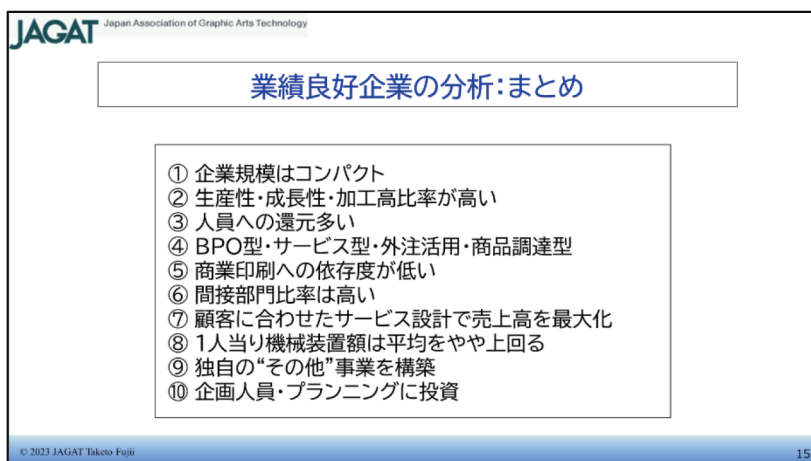 JAGAT Japan Association of Graphic Arts Technology
業績良好企業の分析:まとめ
① 企業規模はコンパクト
② 生産性・成長性・加工高比率が高い
③ 人員への還元多い
④ BPO型・サービス型・外注活用・商品調達型
⑤ 商業印刷への依存度が低い
⑥ 間接部門比率は高い
⑦ 顧客に合わせたサービス設計で売上高を最大化
⑧ 1人当り機械装置額は平均をやや上回る
⑨ 独自の“その他”事業を構築
⑩ 企画人員・プランニングに投資
© 2023 JAGAT Taketo Fujii
15